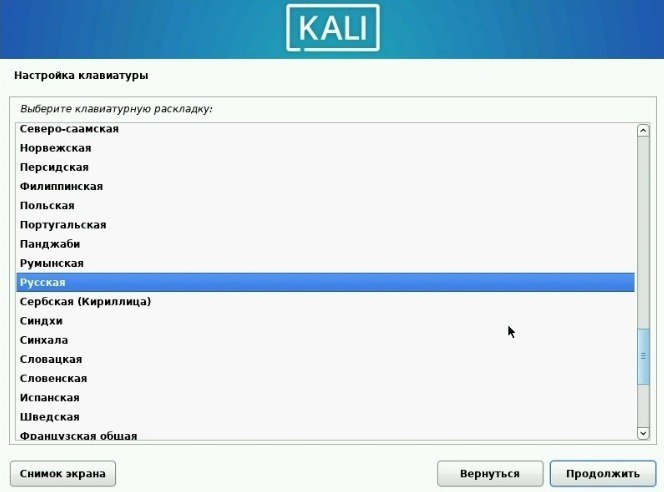 KALI
Настройка клавиатуры
Выберите клавиатурную раскладку:
Северо-саамская
Норвежская
Персидская
Филиппинская
Польская
Португальская
Панджаби
Румынская
Русская
Сербская (Кириллица)
Синдхи
Синхала
Словацкая
Словенская
Испанская
Шведская
Французская общая
Снимок экрана
Вернуться
Продолжить